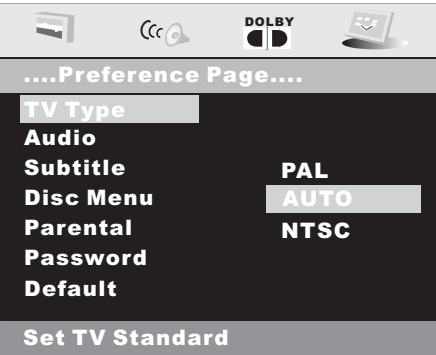 DOLBY
....Preference Page....
TV Type
Audio
Subtitle
PAL
Disc Menu
AUTO
Parental
NTSC
Password
Default
Set TV Standard